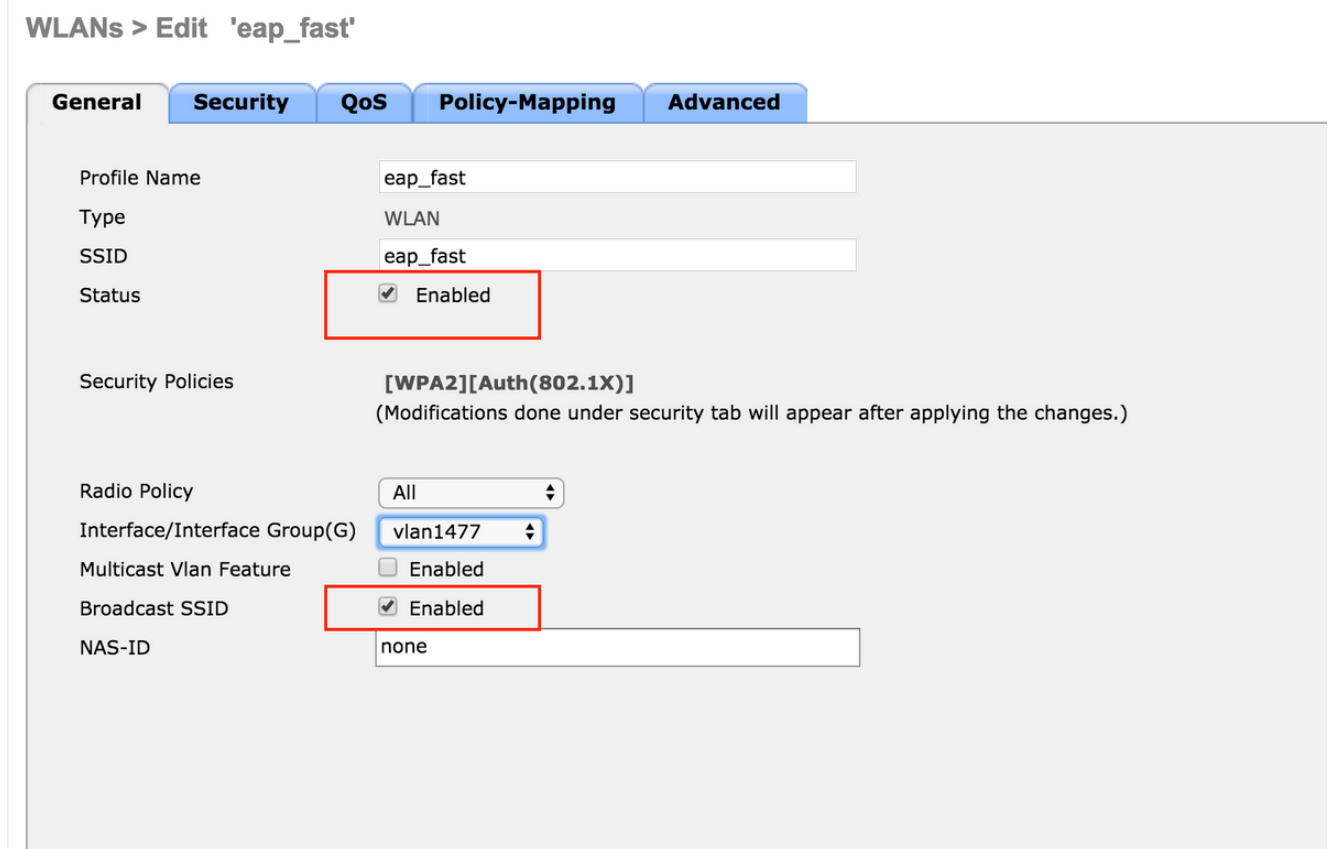 WLANs > Edit 'eap_fast'
General Security QoS Policy-Mapping Advanced
Profile Name eap_fast
Type WLAN
SSID eap_fast
Status Enabled
Security Policies [WPA2][Auth(802.1X)]
(Modifications done under security tab will appear after applying the changes.)
Radio Policy All
Interface/Interface Group(G) vlan1477
Multicast Vlan Feature Enabled
Broadcast SSID Enabled
NAS-ID none